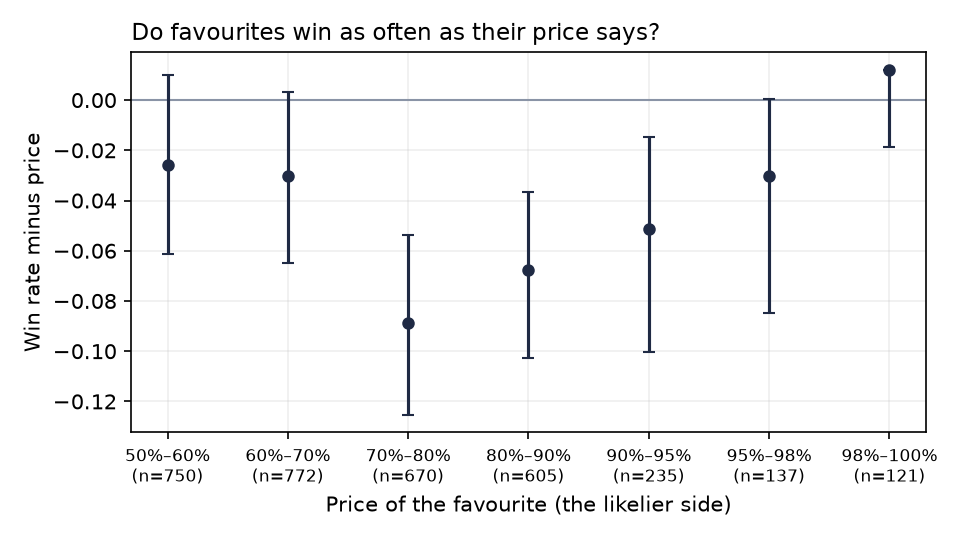 Do favourites win as often as their price says?
Win rate minus price
0.00
−0.02
−0.04
−0.06
−0.08
−0.10
−0.12
50%–60% 60%–70% 70%–80% 80%–90% 90%–95% 95%–98% 98%–100%
(n=750) (n=772) (n=670) (n=605) (n=235) (n=137) (n=121)
Price of the favourite (the likelier side)